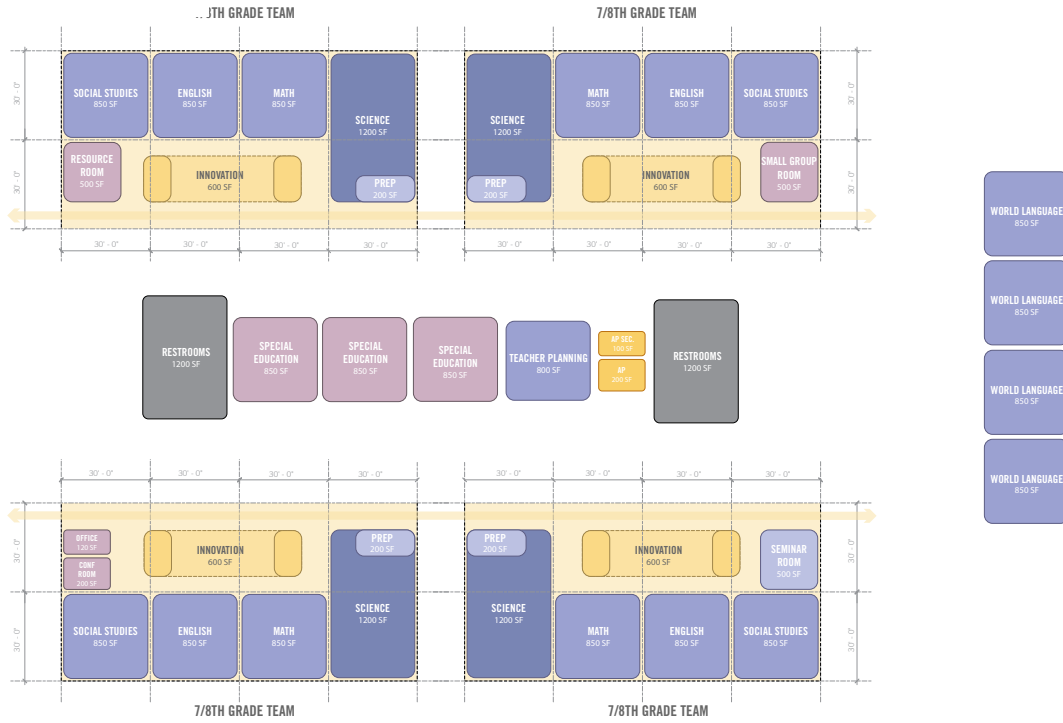 7/8TH GRADE TEAM
30' - 0"
30' - 0"
SOCIAL STUDIES
850 SF
ENGLISH
850 SF
MATH
850 SF
SCIENCE
1200 SF
RESOURCE
ROOM
500 SF
INNOVATION
600 SF
PREP
200 SF
30' - 0"
30' - 0"
30' - 0"
30' - 0"
GRADE TEAM
SCIENCE
1200 SF
MATH
850 SF
ENGLISH
850 SF
SOCIAL STUDIES
850 SF
PREP
200 SF
INNOVATION
600 SF
SMALL GROUP
ROOM
500 SF
30' - 0"
30' - 0"
30' - 0"
30' - 0"
30' - 0"
30' - 0"
RESTROOMS
1200 SF
SPECIAL
EDUCATION
850 SF
SPECIAL
EDUCATION
850 SF
SPECIAL
EDUCATION
850 SF
TEACHER PLANNING
800 SF
AP SEC.
100 SF
AP
200 SF
RESTROOMS
1200 SF
WORLD LANGUAGE
850 SF
WORLD LANGUAGE
850 SF
WORLD LANGUAGE
850 SF
WORLD LANGUAGE
850 SF
30' - 0"
30' - 0"
30' - 0"
30' - 0"
30' - 0"
30' - 0"
OFFICE
120 SF
CONF
ROOM
200 SF
INNOVATION
600 SF
PREP
200 SF
SOCIAL STUDIES
850 SF
ENGLISH
850 SF
MATH
850 SF
SCIENCE
1200 SF
7/8TH GRADE TEAM
30' - 0"
30' - 0"
30' - 0"
30' - 0"
30' - 0"
30' - 0"
PREP
200 SF
INNOVATION
600 SF
SEMINAR
ROOM
500 SF
SCIENCE
1200 SF
MATH
850 SF
ENGLISH
850 SF
SOCIAL STUDIES
850 SF
7/8TH GRADE TEAM